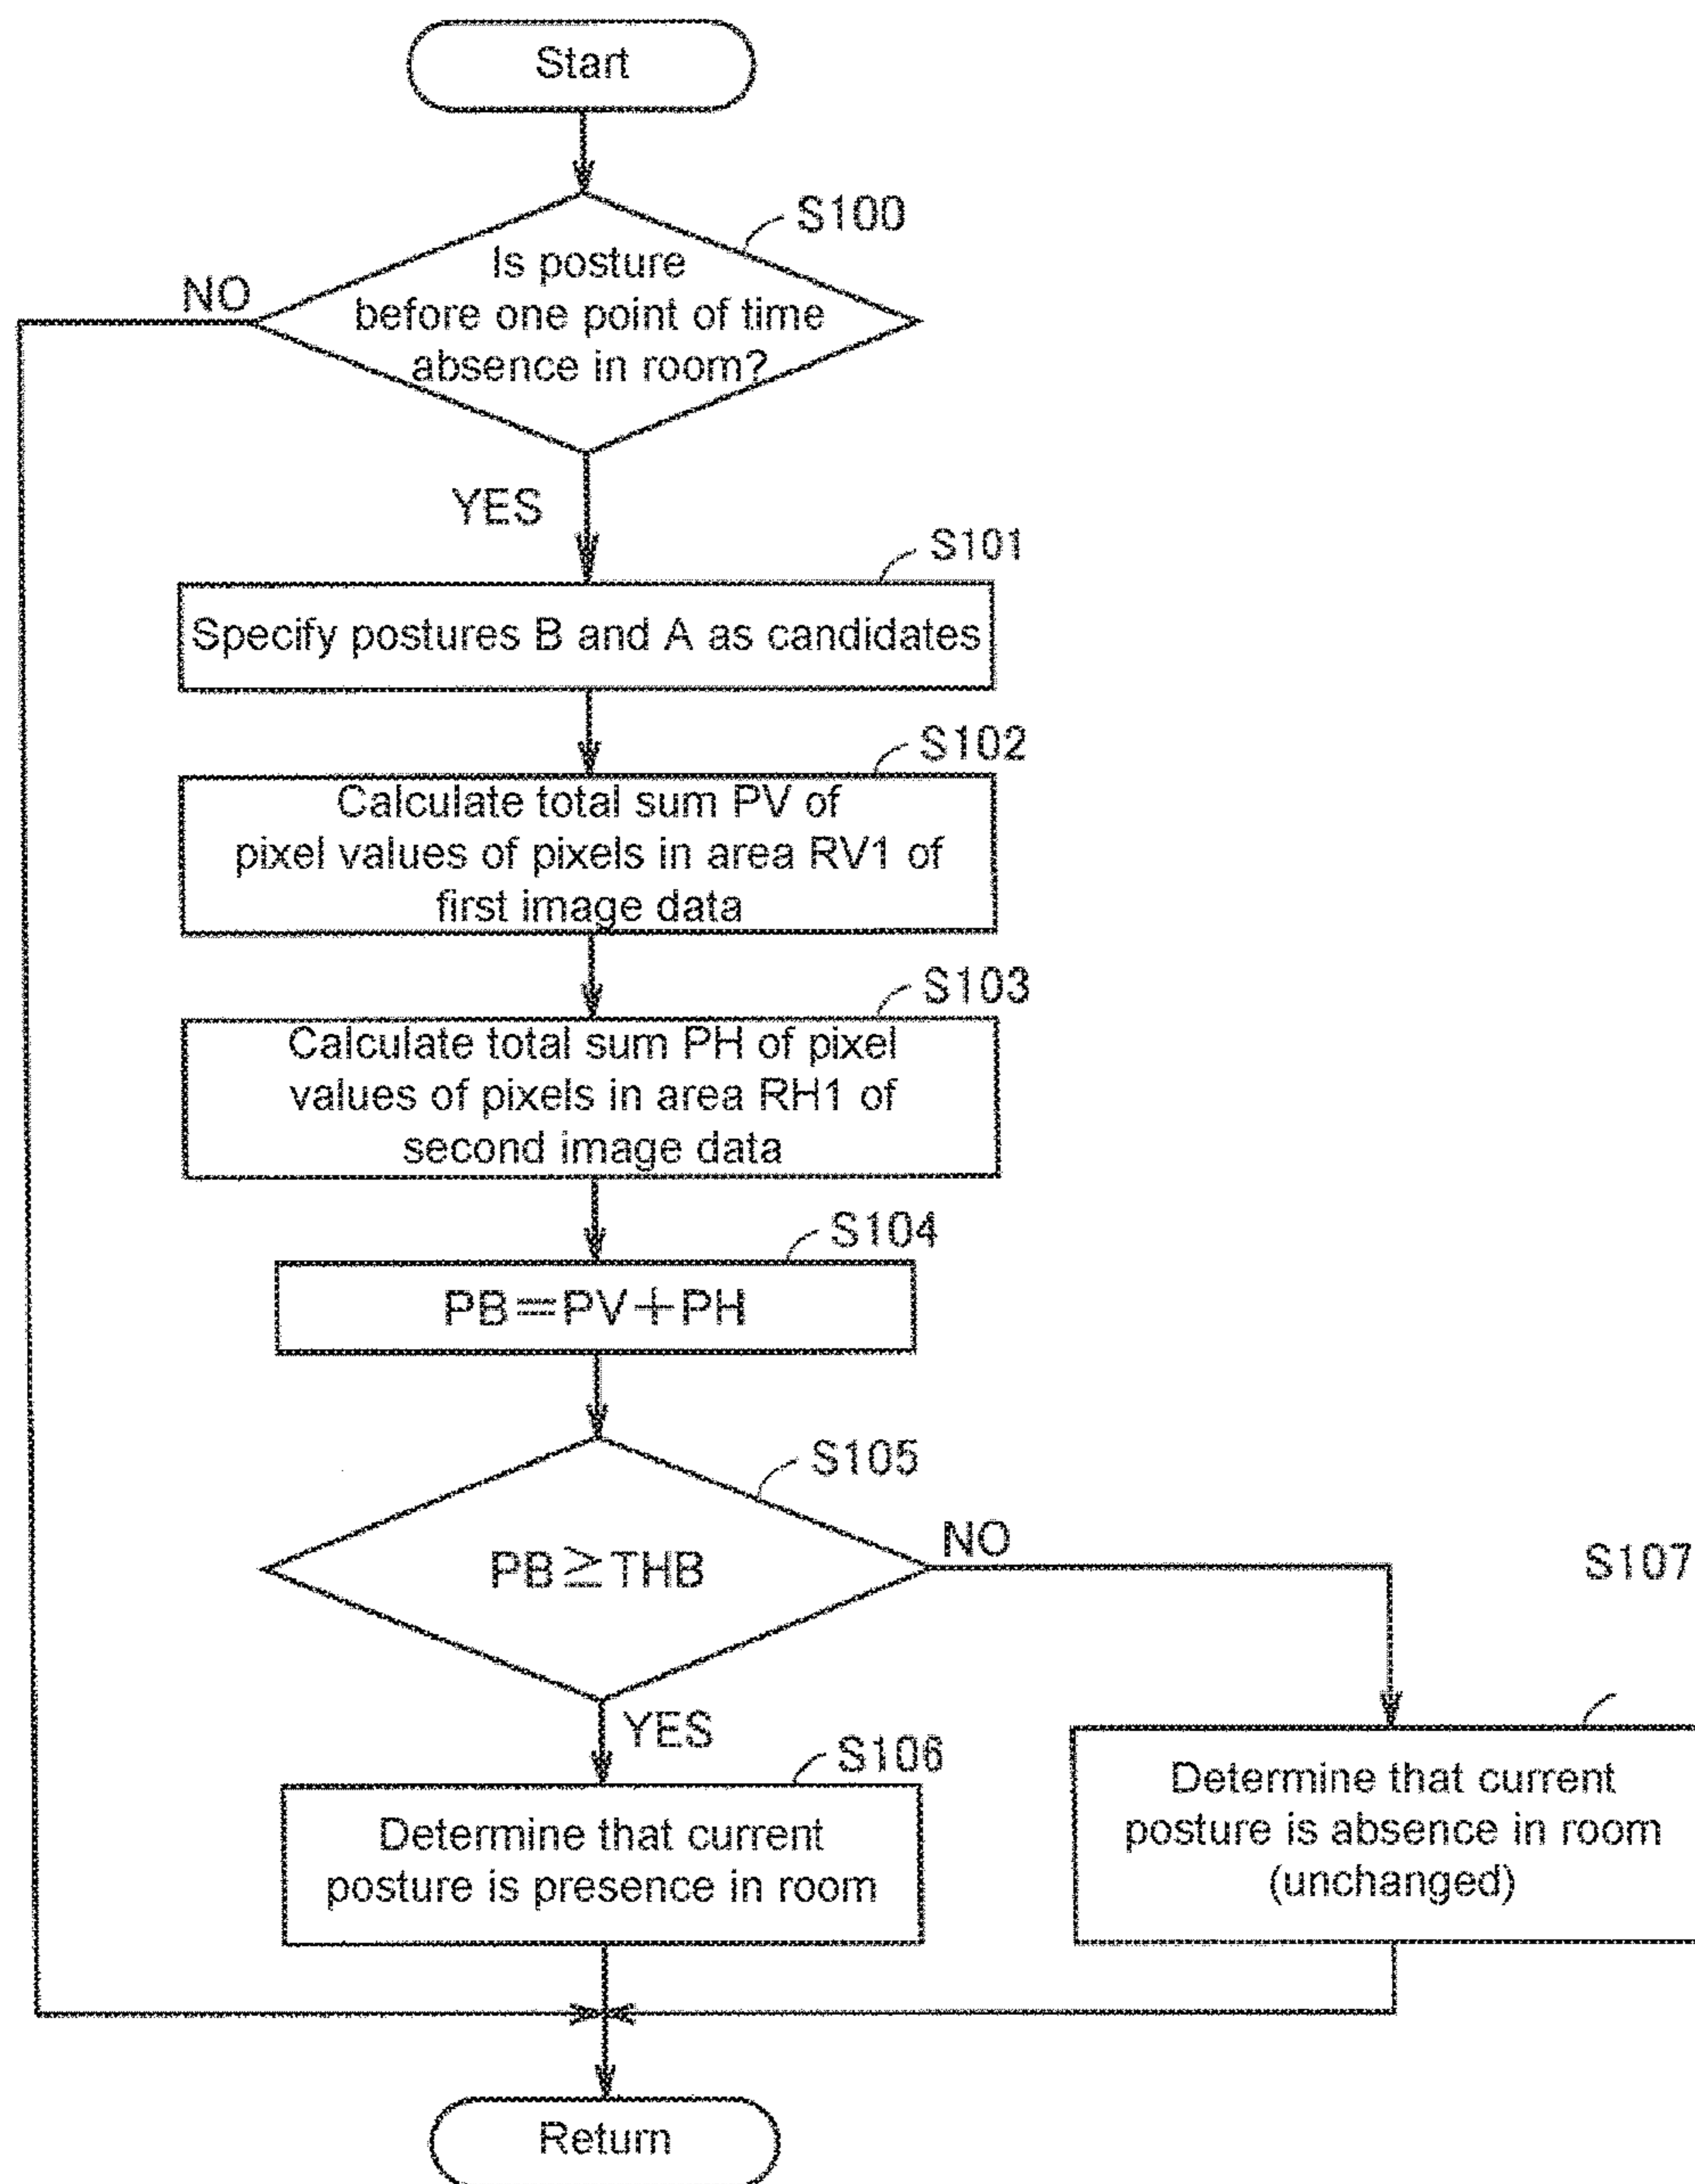 Start
S100
Is posture
before one point of time
absence in room?
NO
YES
S101
Specify postures B and A as candidates
S102
Calculate total sum PV of
pixel values of pixels in area RV1 of
first image data
S103
Calculate total sum PH of pixel
values of pixels in area RH1 of
second image data
S104
PB=PV+PH
S105
PB≧THB
NO
S107
YES
S106
Determine that current
posture is presence in room
Determine that current
posture is absence in room
(unchanged)
Return